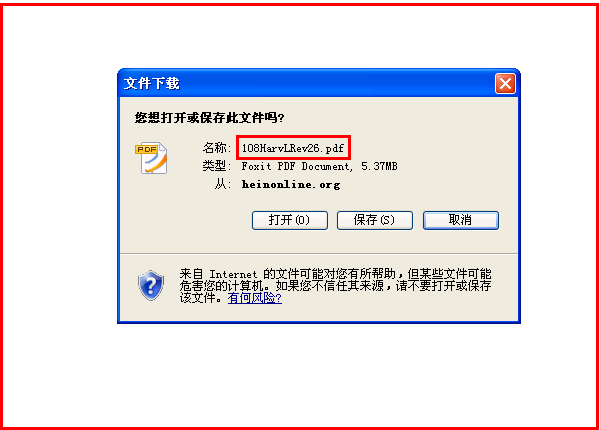 文件下载
您想打开或保存此文件吗?
PDF
名称: 108HarvLRev26.pdf
类型: Foxit PDF Document, 5.37MB
从: heinonline.org
打开(O) 保存(S) 取消
来自 Internet 的文件可能对您有所帮助，但某些文件可能
危害您的计算机。如果您不信任其来源，请不要打开或保存
该文件。有何风险?